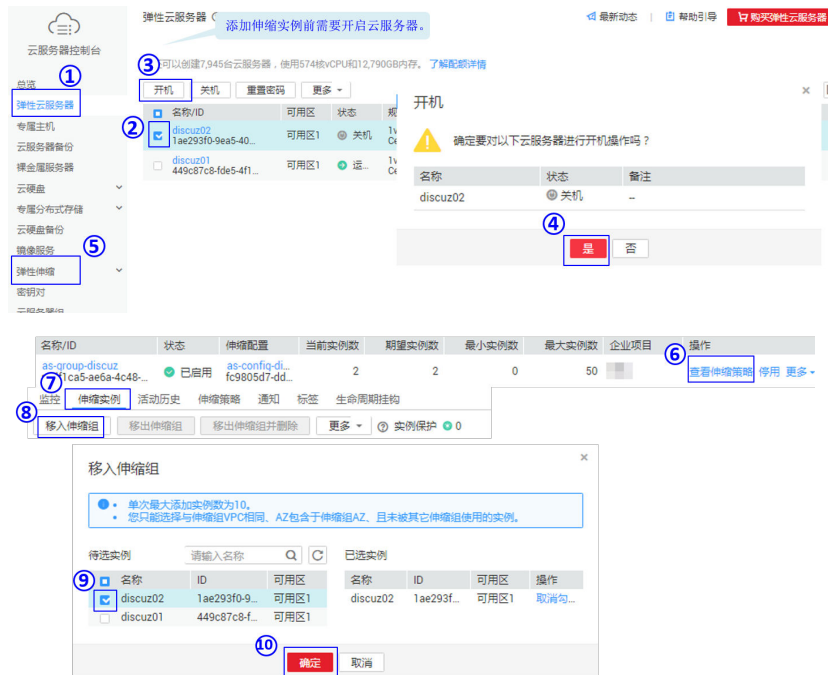 弹性云服务器
添加伸缩实例前需要开启云服务器。
最新动态
帮助引导
购买弹性云服务器
云服务器控制台
可以创建7,945台云服务器，使用574核vCPU和12,790GB内存。 了解配额详情
①
总览
弹性云服务器
专属主机
云服务器备份
裸金属服务器
云硬盘
专属分布式存储
云硬盘备份
镜像服务
⑤
弹性伸缩
密钥对
云服务器组
③
开机 关机 重置密码 更多
名称/ID 可用区 状态 规
②
discuz02 可用区1 关机 1v
1ae293f0-9ea5-40... Ce
discuz01 可用区1 运... 1v
449c87c8-fde5-4f1... Ce
开机
确定要对以下云服务器进行开机操作吗？
名称 状态 备注
discuz02 关机 --
④
是 否
名称/ID 状态 伸缩配置 当前实例数 期望实例数 最小实例数 最大实例数 企业项目 操作
⑥
as-group-discuz 已启用 as-config-di... 2 2 0 50 查看伸缩策略 停用 更多
f1ca5-ae6a-4c48-... fc9805d7-dd...
⑦
监控 伸缩实例 活动历史 伸缩策略 通知 标签 生命周期挂钩
⑧
移入伸缩组 移出伸缩组 移出伸缩组并删除 更多 实例保护 0
移入伸缩组
• 单次最大添加实例数为10。
• 您只能选择与伸缩组VPC相同、AZ包含于伸缩组AZ、且未被其它伸缩组使用的实例。
待选实例 请输入名称 已选实例
名称 ID 可用区 名称 ID 可用区 操作
⑨
discuz02 1ae293f0-9... 可用区1 discuz02 1ae293f... 可用区1 取消勾...
discuz01 449c87c8-f... 可用区1
⑩
确定 取消